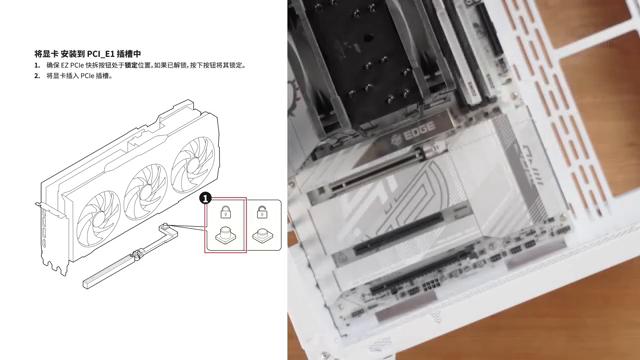 将显卡 安装到 PCI_E1 插槽中
1. 确保 EZ PCIe 快拆按钮处于锁定位置，如果已解锁，按下按钮将其锁定。
2. 将显卡插入 PCIe 插槽。
1
EDGE